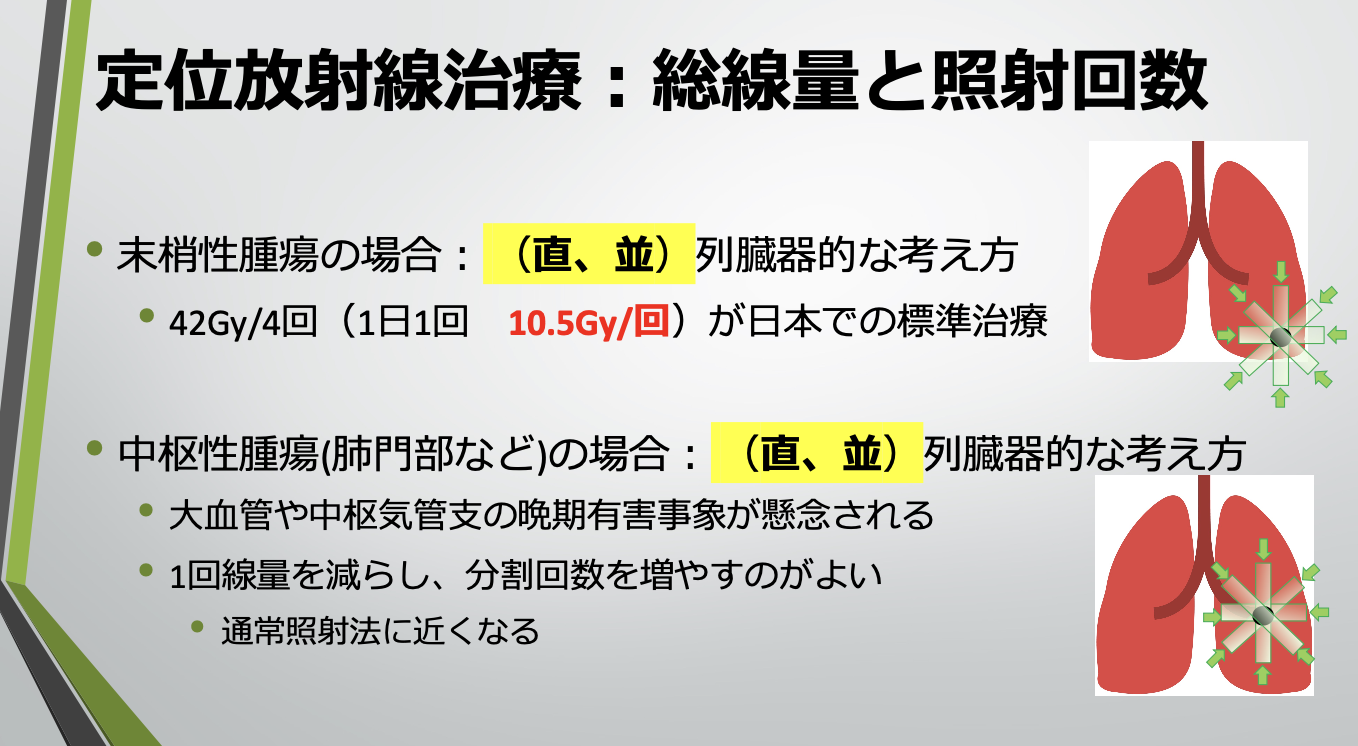 定位放射線治療：総線量と照射回数
• 末梢性腫瘍の場合：（直、並）列臓器的な考え方
• 42Gy/4回（1日1回　10.5Gy/回）が日本での標準治療
• 中枢性腫瘍(肺門部など)の場合：（直、並）列臓器的な考え方
• 大血管や中枢気管支の晩期有害事象が懸念される
• 1回線量を減らし、分割回数を増やすのがよい
• 通常照射法に近くなる